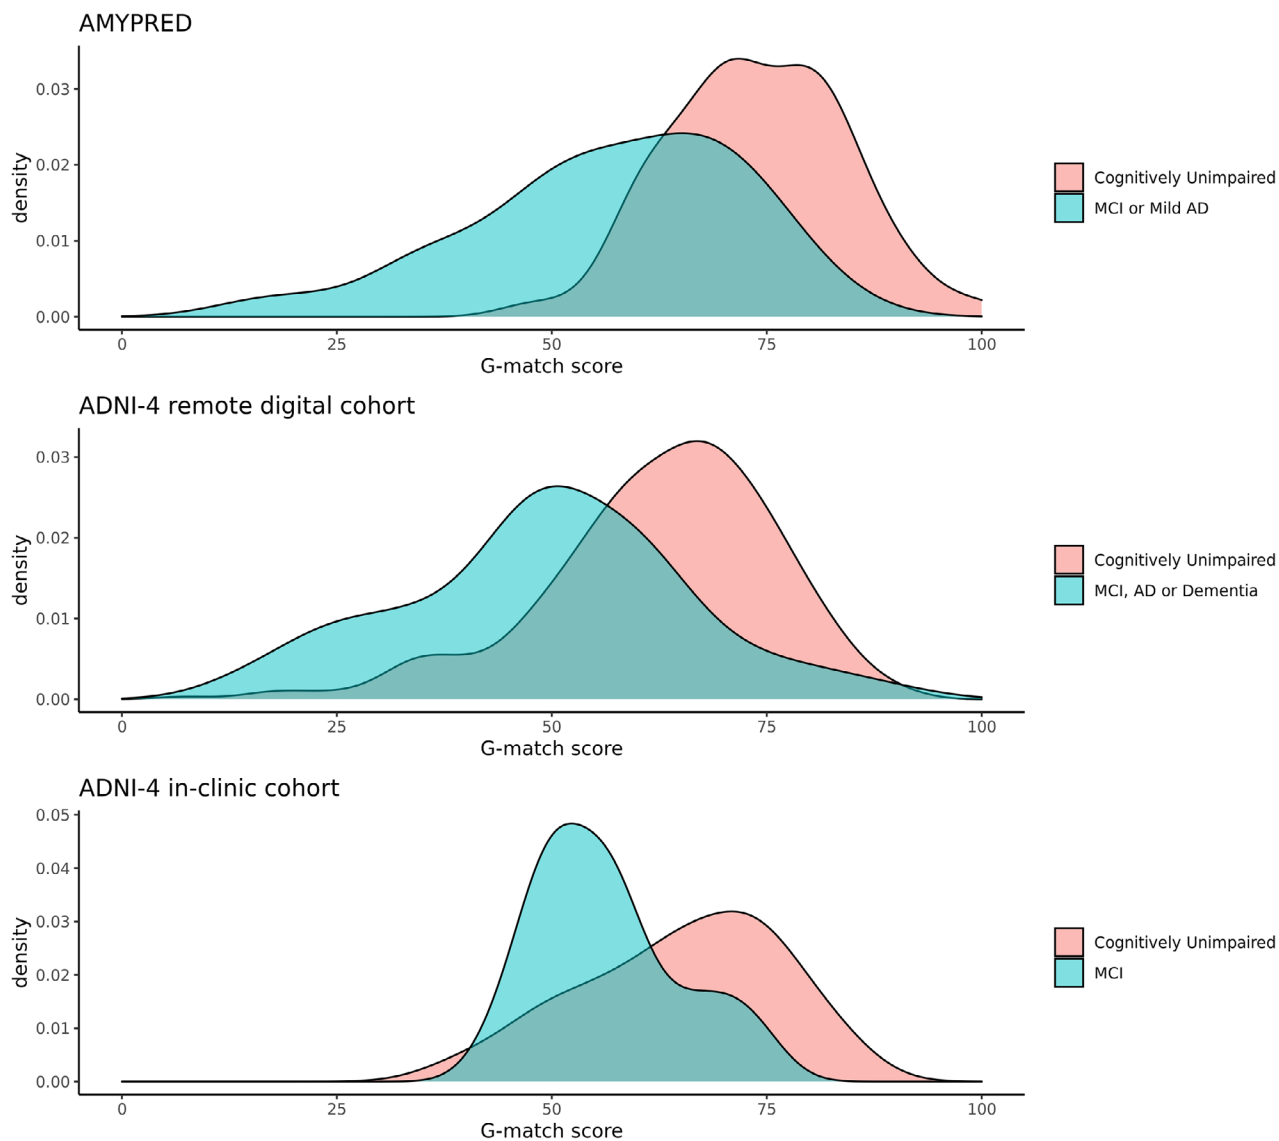 AMYPRED
0.03
0.02
0.01
0.00
density
0 25 50 75 100
G-match score
Cognitively Unimpaired
MCI or Mild AD
ADNI-4 remote digital cohort
0.03
0.02
0.01
0.00
density
0 25 50 75 100
G-match score
Cognitively Unimpaired
MCI, AD or Dementia
ADNI-4 in-clinic cohort
0.05
0.04
0.03
0.02
0.01
0.00
density
0 25 50 75 100
G-match score
Cognitively Unimpaired
MCI